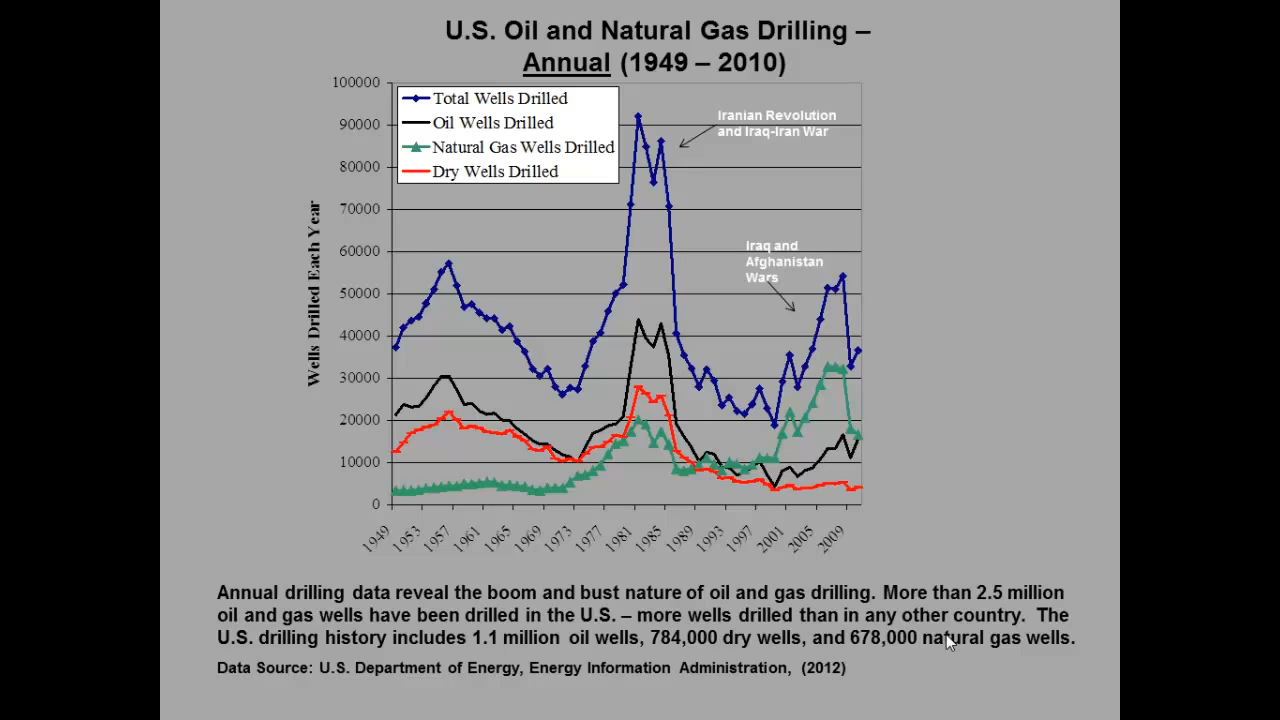 U.S. Oil and Natural Gas Drilling –
Annual (1949 – 2010)
100000
90000
80000
70000
60000
50000
40000
30000
20000
10000
0
Wells Drilled Each Year
Total Wells Drilled
Oil Wells Drilled
Natural Gas Wells Drilled
Dry Wells Drilled
Iranian Revolution
and Iraq-Iran War
Iraq and
Afghanistan
Wars
1949
1953
1957
1961
1965
1969
1973
1977
1981
1985
1989
1993
1997
2001
2005
2009
Annual drilling data reveal the boom and bust nature of oil and gas drilling. More than 2.5 million
oil and gas wells have been drilled in the U.S. – more wells drilled than in any other country. The
U.S. drilling history includes 1.1 million oil wells, 784,000 dry wells, and 678,000 natural gas wells.
Data Source: U.S. Department of Energy, Energy Information Administration, (2012)